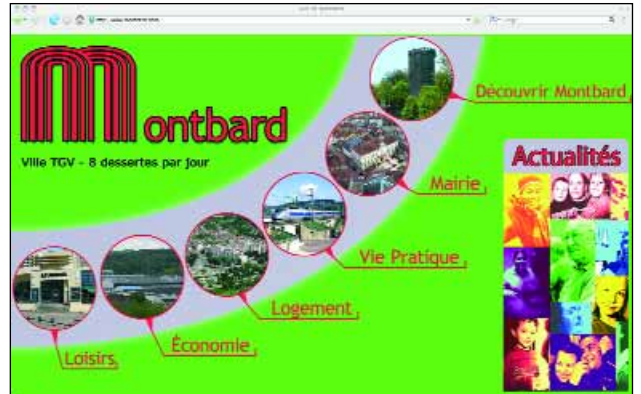 Montbard
Ville TGV - 8 dessertes par jour
Découvrir Montbard
Actualités
Mairie
Vie Pratique
Logement
Économie
Loisirs